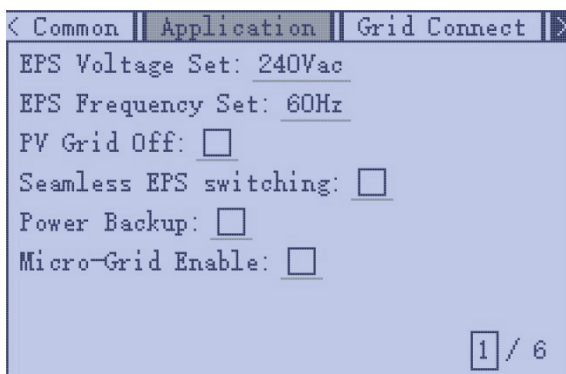 < Common Application Grid Connect >
EPS Voltage Set: 240Vac
EPS Frequency Set: 60Hz
PV Grid Off:
Seamless EPS switching:
Power Backup:
Micro-Grid Enable:
1 / 6